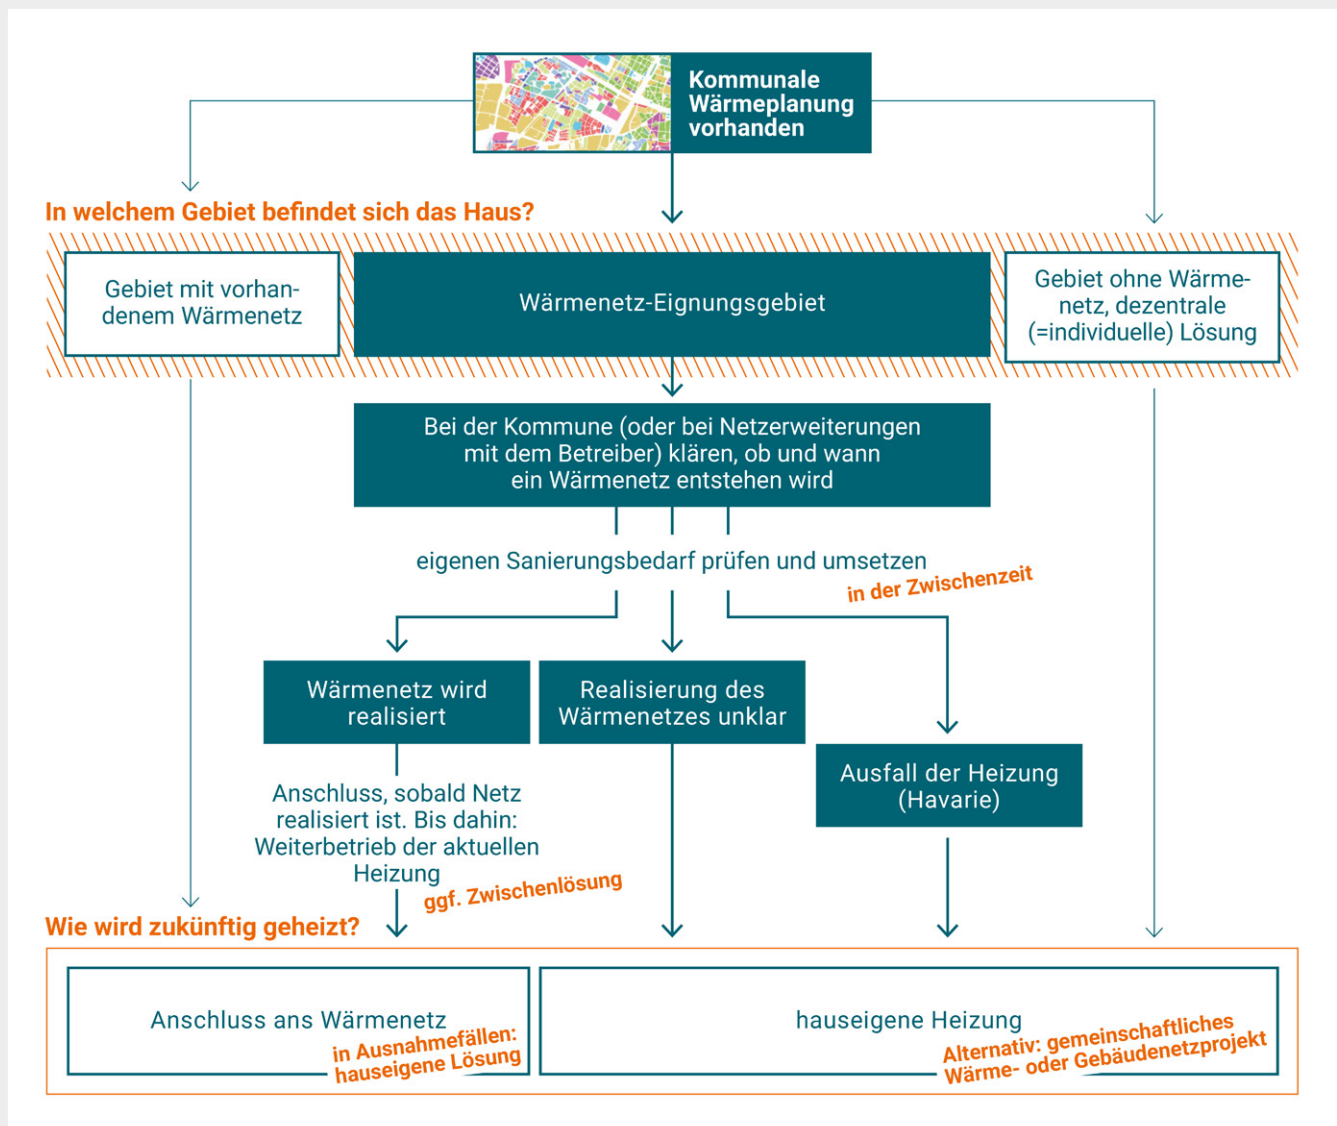 Kommunale
Wärmeplanung
vorhanden
In welchem Gebiet befindet sich das Haus?
Gebiet mit vorhan-
denem Wärmenetz
Wärmenetz-Eignungsgebiet
Gebiet ohne Wärme-
netz, dezentrale
(=individuelle) Lösung
Bei der Kommune (oder bei Netzerweiterungen
mit dem Betreiber) klären, ob und wann
ein Wärmenetz entstehen wird
eigenen Sanierungsbedarf prüfen und umsetzen
in der Zwischenzeit
Wärmenetz wird
realisiert
Realisierung des
Wärmenetzes unklar
Ausfall der Heizung
(Havarie)
Anschluss, sobald Netz
realisiert ist. Bis dahin:
Weiterbetrieb der aktuellen
Heizung
ggf. Zwischenlösung
Wie wird zukünftig geheizt?
Anschluss ans Wärmenetz
in Ausnahmefällen:
hauseigene Lösung
hauseigene Heizung
Alternativ: gemeinschaftliches
Wärme- oder Gebäudenetzprojekt